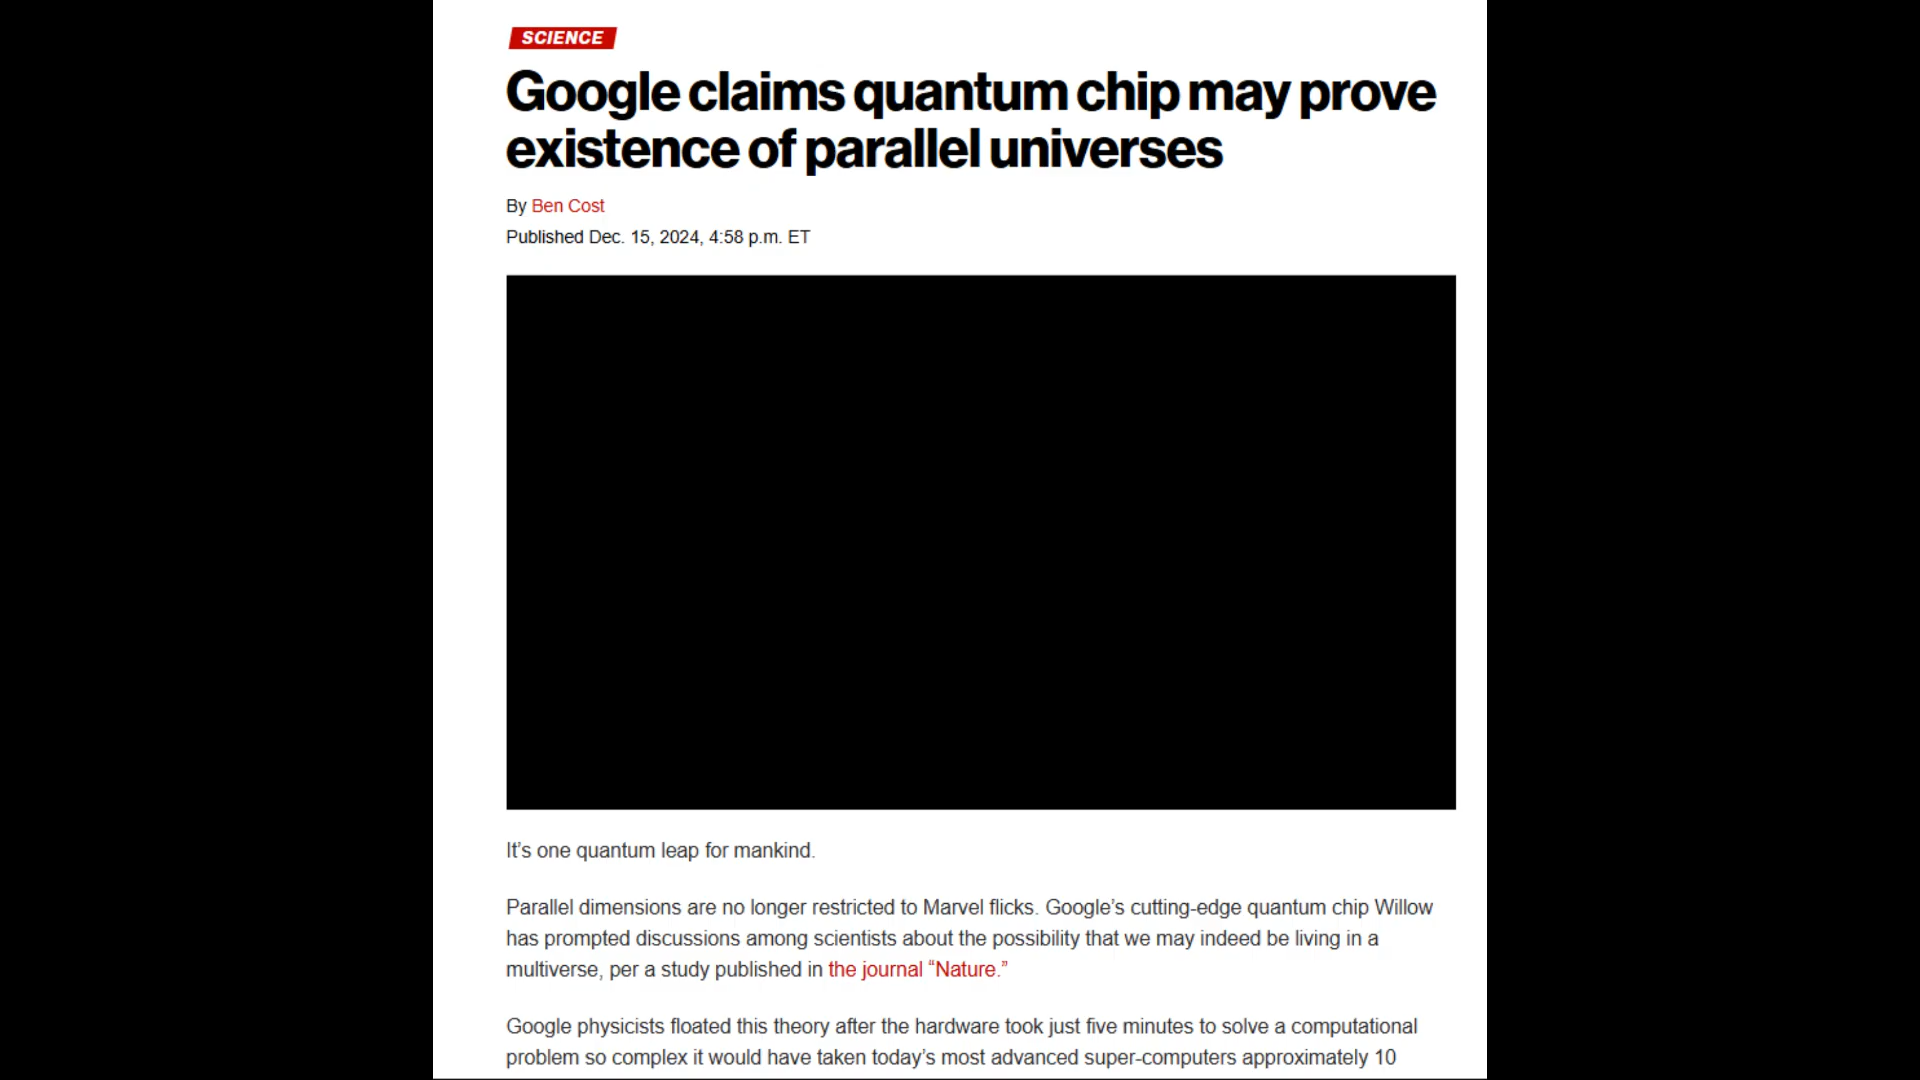 SCIENCE
Google claims quantum chip may prove
existence of parallel universes
By Ben Cost
Published Dec. 15, 2024, 4:58 p.m. ET
It’s one quantum leap for mankind.
Parallel dimensions are no longer restricted to Marvel flicks. Google’s cutting-edge quantum chip Willow
has prompted discussions among scientists about the possibility that we may indeed be living in a
multiverse, per a study published in the journal “Nature.”
Google physicists floated this theory after the hardware took just five minutes to solve a computational
problem so complex it would have taken today’s most advanced super-computers approximately 10